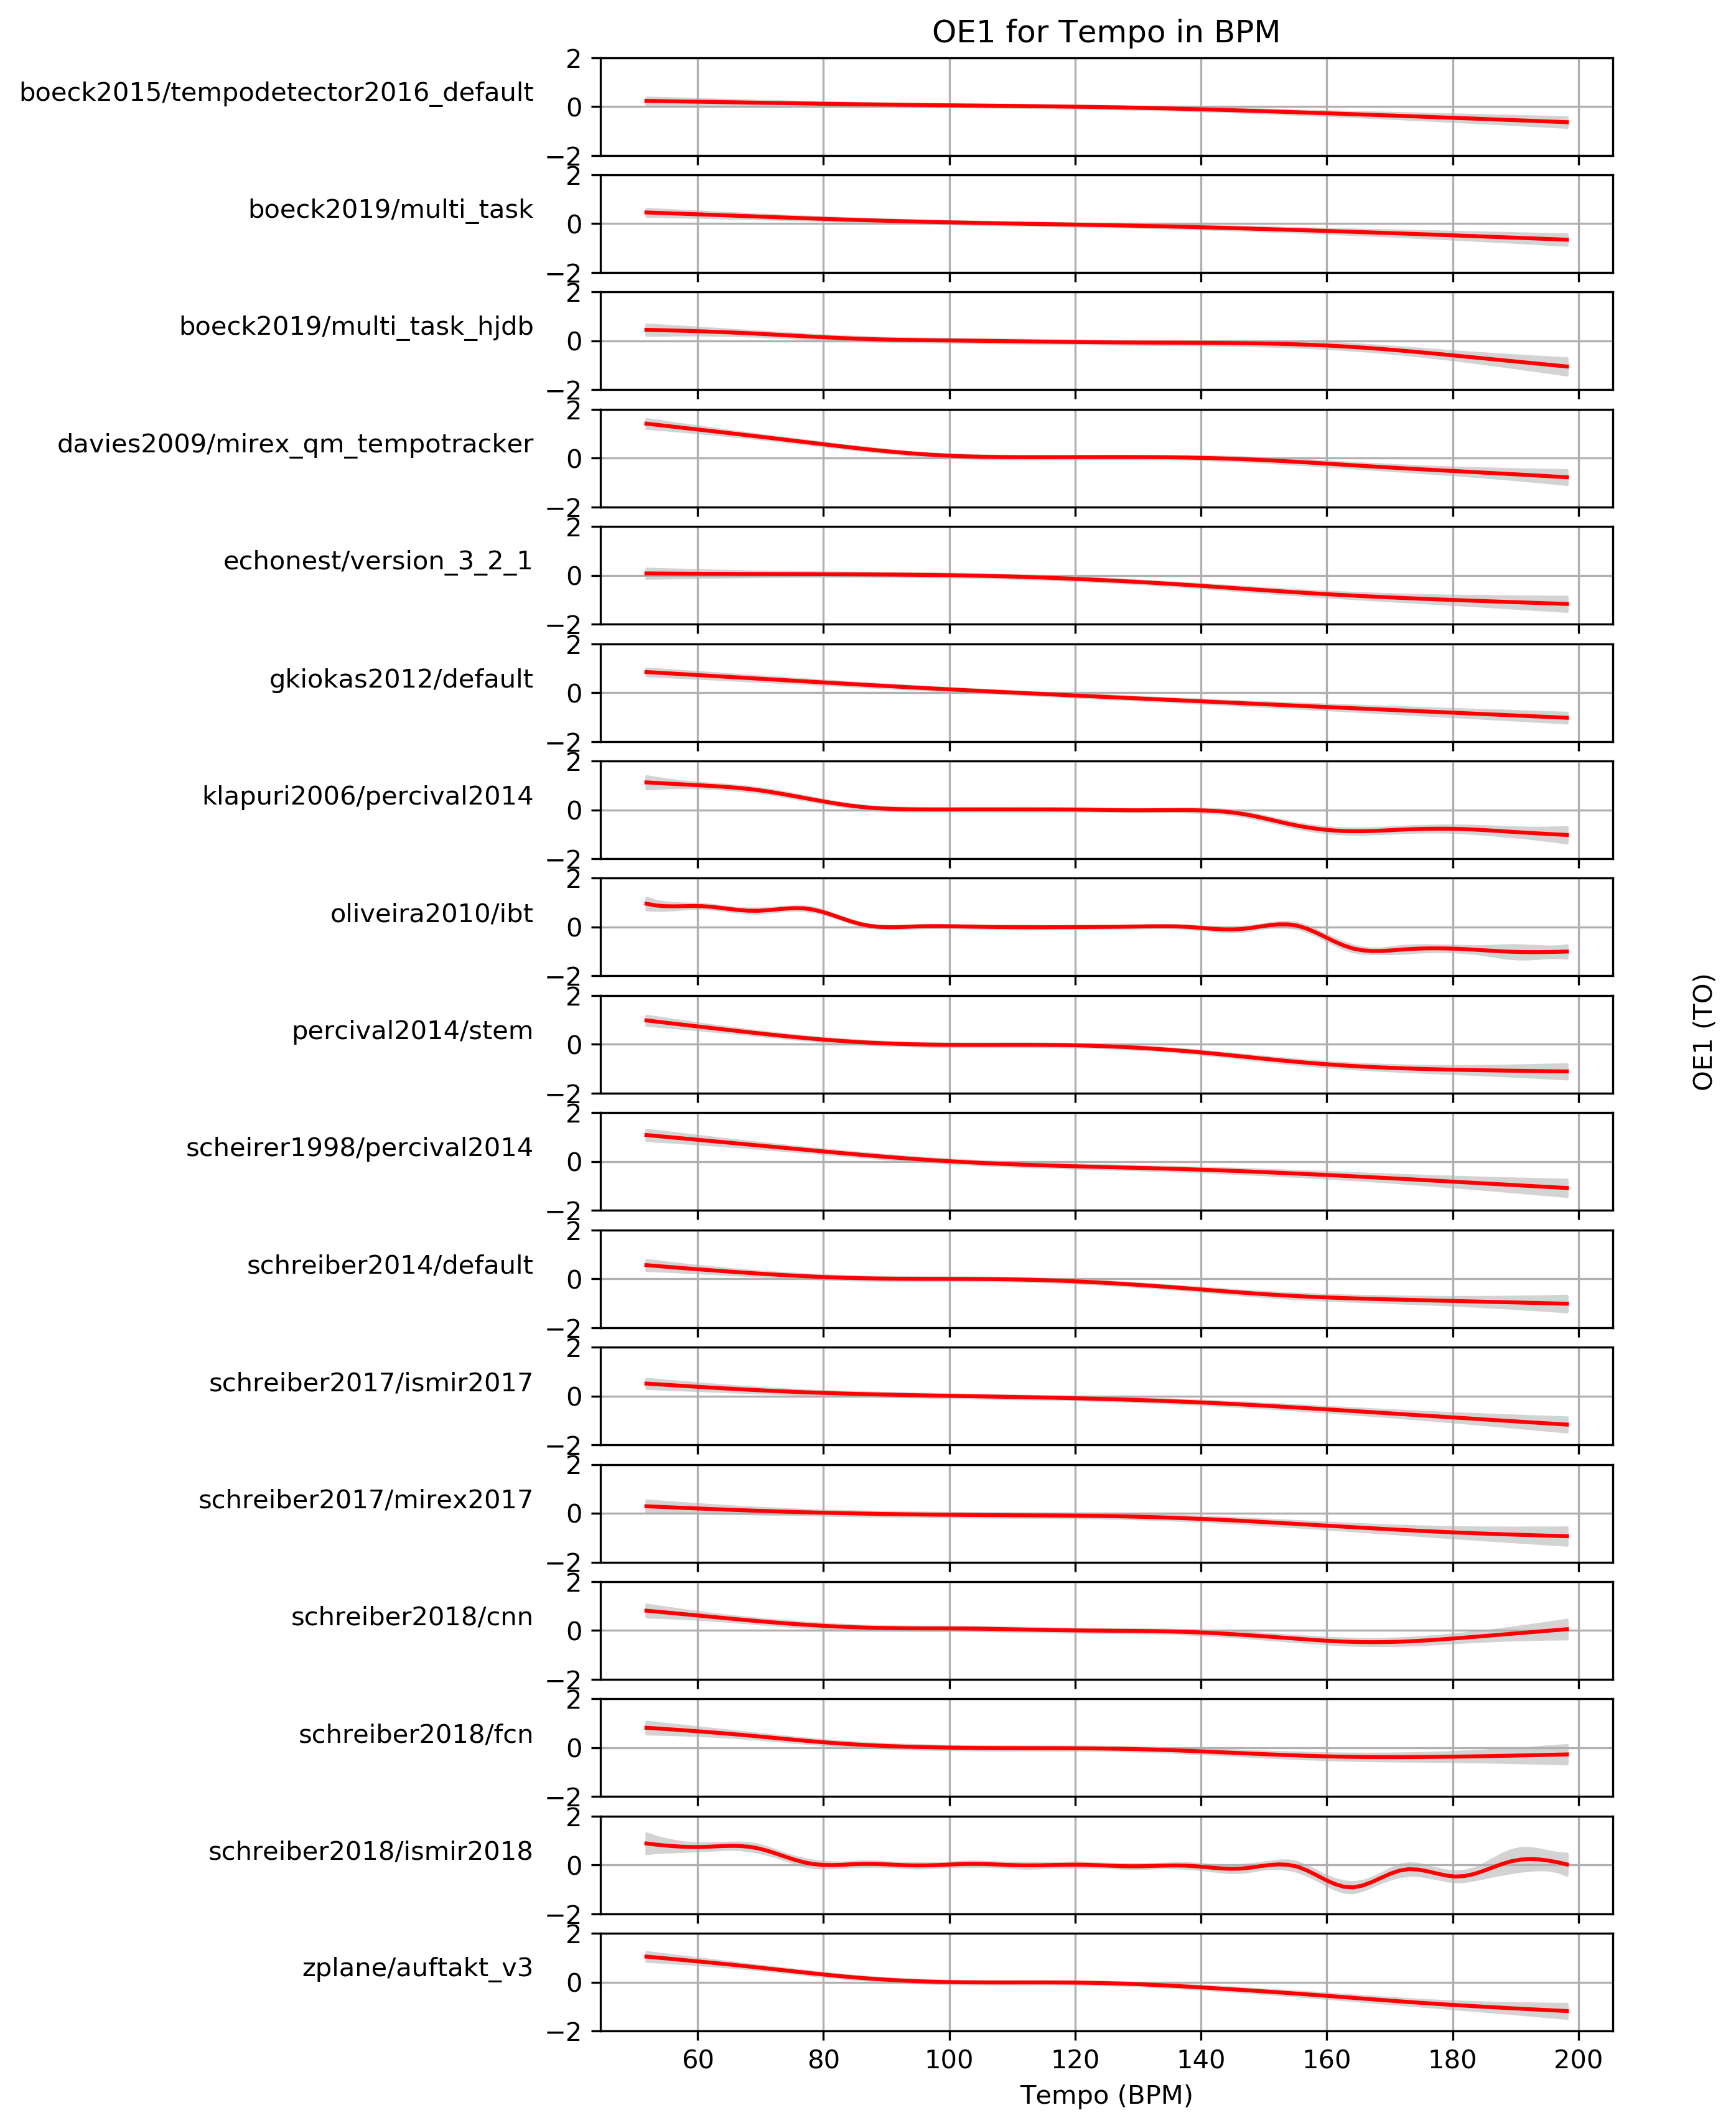 OE1 for Tempo in BPM
boeck2015/tempodetector2016_default
2
0
−2
boeck2019/multi_task
2
0
−2
boeck2019/multi_task_hjdb
2
0
−2
davies2009/mirex_qm_tempotracker
2
0
−2
echonest/version_3_2_1
2
0
−2
gkiokas2012/default
2
0
−2
klapuri2006/percival2014
2
0
−2
oliveira2010/ibt
2
0
−2
percival2014/stem
2
0
−2
scheirer1998/percival2014
2
0
−2
schreiber2014/default
2
0
−2
schreiber2017/ismir2017
2
0
−2
schreiber2017/mirex2017
2
0
−2
schreiber2018/cnn
2
0
−2
schreiber2018/fcn
2
0
−2
schreiber2018/ismir2018
2
0
−2
zplane/auftakt_v3
2
0
−2
60 80 100 120 140 160 180 200
Tempo (BPM)
OE1 (TO)